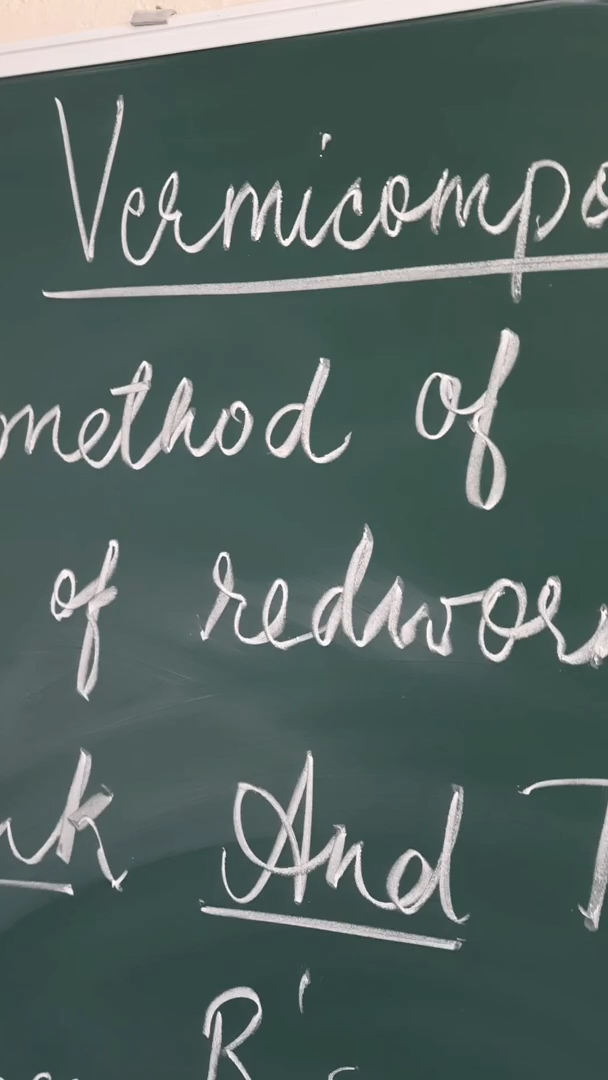 Vermicompo
method of
of redwor
And T
R'